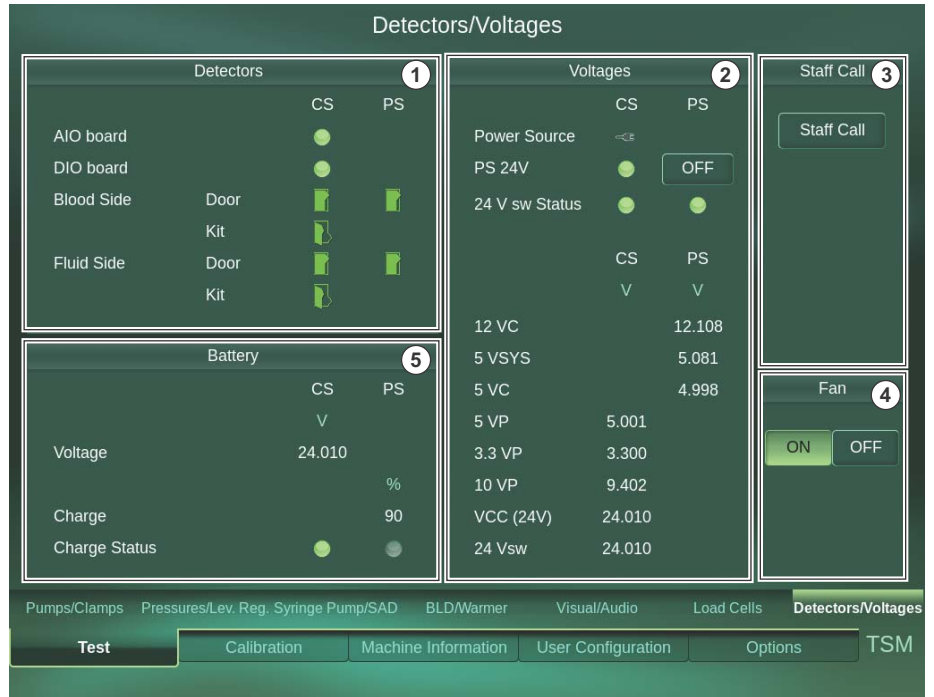 Detectors/Voltages
Detectors 1
CS PS
AIO board
DIO board
Blood Side Door
Kit
Fluid Side Door
Kit
Battery 5
CS PS
V
Voltage 24.010
%
Charge 90
Charge Status
Voltages 2
CS PS
Power Source
PS 24V OFF
24 V sw Status
CS PS
V V
12 VC 12.108
5 VSYS 5.081
5 VC 4.998
5 VP 5.001
3.3 VP 3.300
10 VP 9.402
VCC (24V) 24.010
24 Vsw 24.010
Staff Call 3
Staff Call
Fan 4
ON OFF
Pumps/Clamps Pressures/Lev. Reg. Syringe Pump/SAD BLD/Warmer Visual/Audio Load Cells Detectors/Voltages
Test Calibration Machine Information User Configuration Options TSM